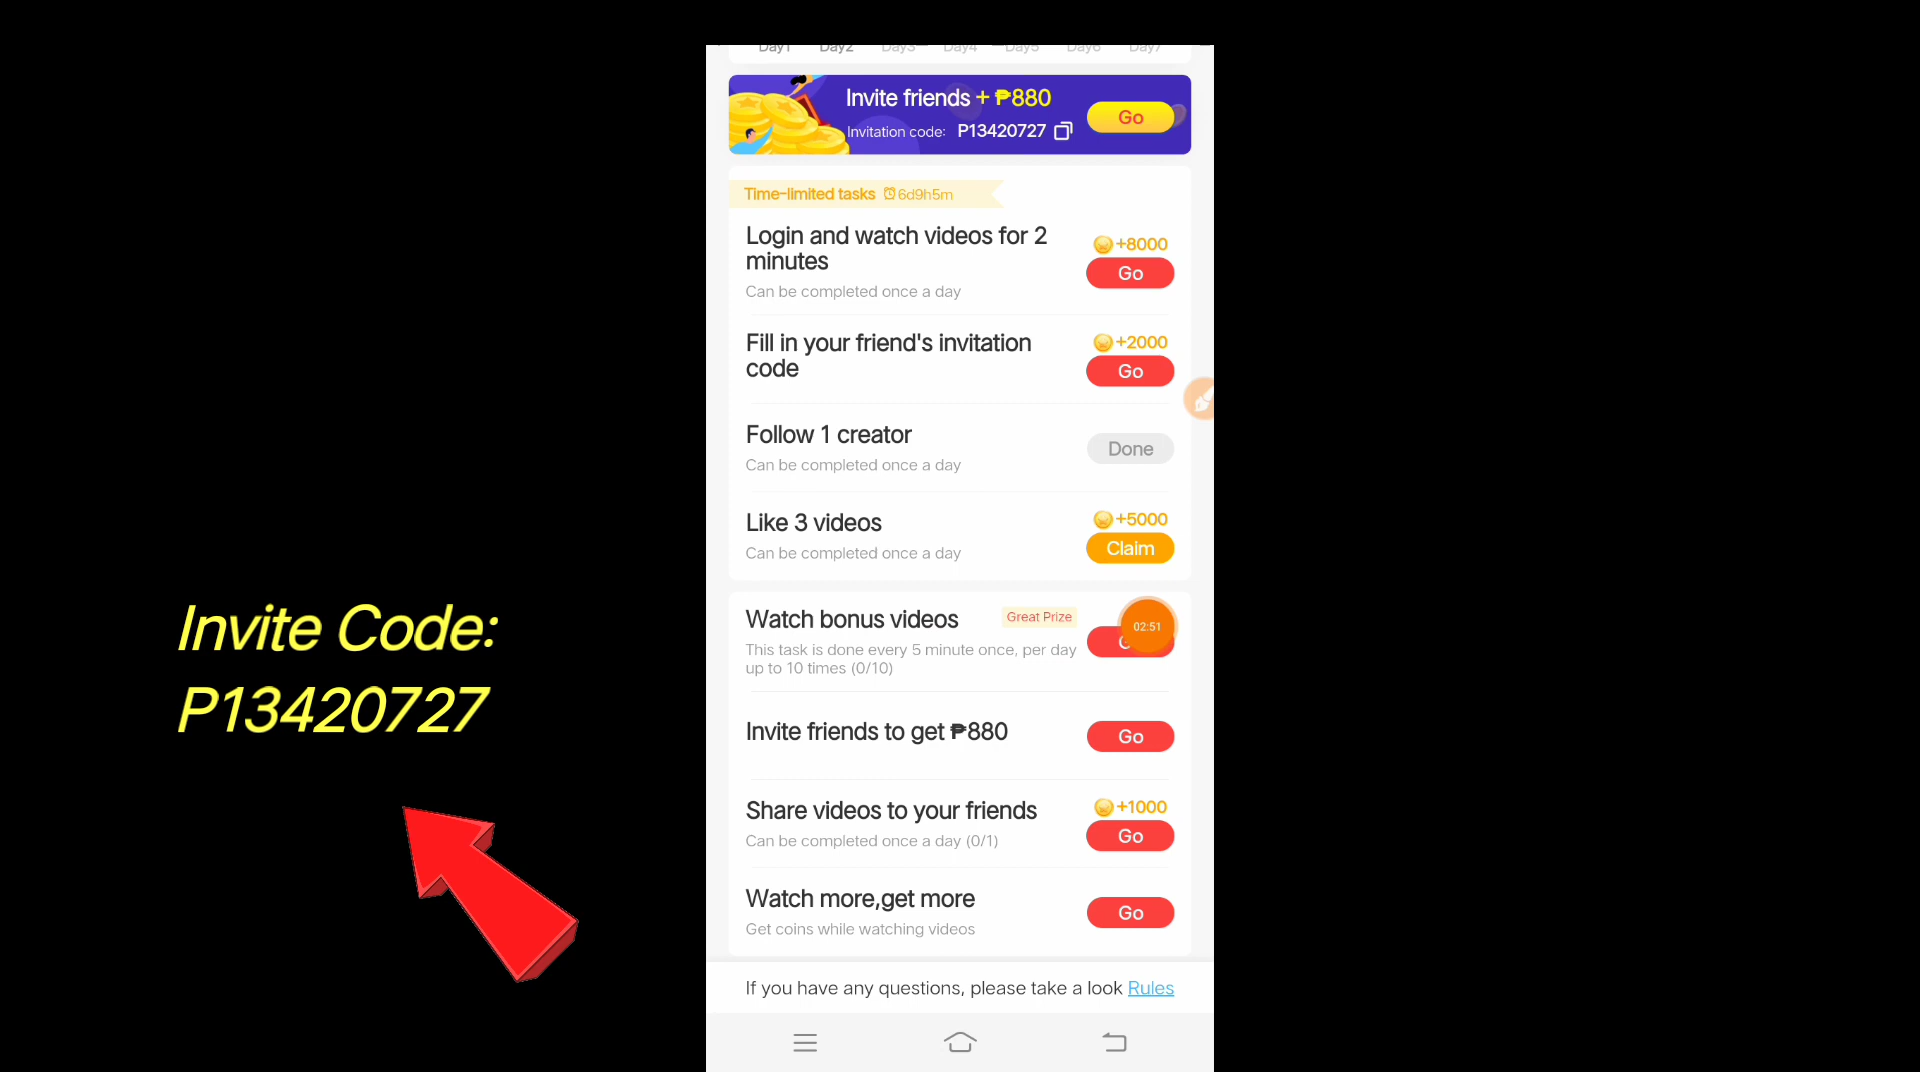 Day1 Day2 Day3 Day4 Day5 Day6 Day7
Invite friends + ₱880
Go
Invitation code: P13420727
Time-limited tasks 6d9h5m
Login and watch videos for 2
minutes
+8000
Go
Can be completed once a day
Fill in your friend's invitation
code
+2000
Go
Follow 1 creator
Done
Can be completed once a day
Like 3 videos
+5000
Claim
Can be completed once a day
Watch bonus videos
Great Prize
02:51
This task is done every 5 minute once, per day
up to 10 times (0/10)
Invite friends to get ₱880
Go
Share videos to your friends
+1000
Go
Can be completed once a day (0/1)
Watch more,get more
Go
Get coins while watching videos
If you have any questions, please take a look Rules
Invite Code:
P13420727